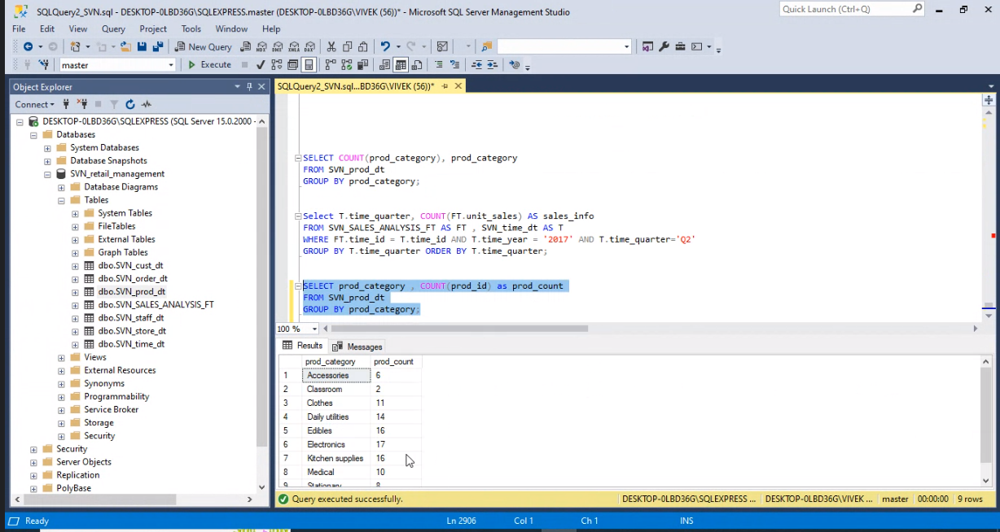 SQLQuery2_SVN.sql - DESKTOP-0LBD36G\SQLEXPRESS.master (DESKTOP-0LBD36G\VIVEK (56))* - Microsoft SQL Server Management Studio
Quick Launch (Ctrl+Q)
File Edit View Query Project Tools Window Help
New Query
master
Execute
Object Explorer
Connect
DESKTOP-0LBD36G\SQLEXPRESS (SQL Server 15.0.2000 -
Databases
System Databases
Database Snapshots
SVN_retail_management
Database Diagrams
Tables
System Tables
FileTables
External Tables
Graph Tables
dbo.SVN_cust_dt
dbo.SVN_order_dt
dbo.SVN_prod_dt
dbo.SVN_SALES_ANALYSIS_FT
dbo.SVN_staff_dt
dbo.SVN_store_dt
dbo.SVN_time_dt
Views
External Resources
Synonyms
Programmability
Service Broker
Storage
Security
Security
Server Objects
Replication
PolyBase
SQLQuery2_SVN.sql...BD36G\VIVEK (56))*
SELECT COUNT(prod_category), prod_category
FROM SVN_prod_dt
GROUP BY prod_category;
Select T.time_quarter, COUNT(FT.unit_sales) AS sales_info
FROM SVN_SALES_ANALYSIS_FT AS FT , SVN_time_dt AS T
WHERE FT.time_id = T.time_id AND T.time_year = '2017' AND T.time_quarter='Q2'
GROUP BY T.time_quarter ORDER BY T.time_quarter;
SELECT prod_category , COUNT(prod_id) as prod_count
FROM SVN_prod_dt
GROUP BY prod_category;
100 %
Results Messages
prod_category prod_count
1 Accessories 6
2 Classroom 2
3 Clothes 11
4 Daily utilities 14
5 Edibles 16
6 Electronics 17
7 Kitchen supplies 16
8 Medical 10
9 Stationary 8
Query executed successfully.
DESKTOP-0LBD36G\SQLEXPRESS ... DESKTOP-0LBD36G\VIVEK ... master 00:00:00 9 rows
Ready
Ln 2906 Col 1 Ch 1 INS